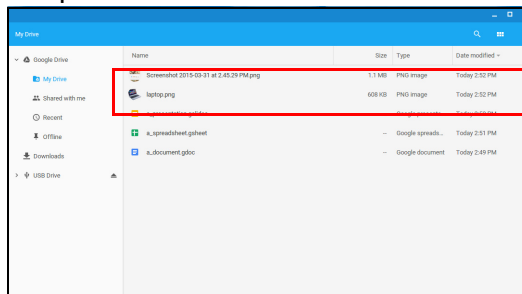 My Drive
Name Size Type Date modified
Google Drive
Screenshot 2015-03-31 at 2.45.29 PM.png 1.1 MB PNG image Today 2:52 PM
My Drive
laptop.png 608 KB PNG image Today 2:52 PM
Shared with me
Recent
a_spreadsheet.gsheet -- Google spreads... Today 2:51 PM
Offline
a_document.gdoc -- Google document Today 2:49 PM
Downloads
USB Drive